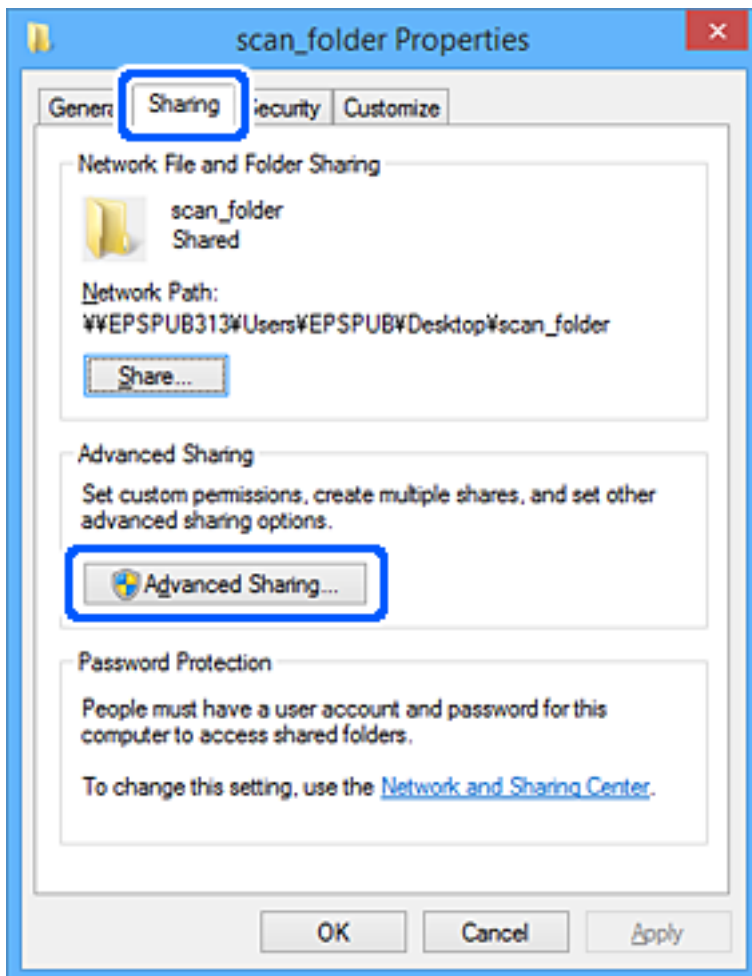 scan_folder Properties
General Sharing Security Customize
Network File and Folder Sharing
scan_folder
Shared
Network Path:
¥¥EPSPUB313¥Users¥EPSPUB¥Desktop¥scan_folder
Share...
Advanced Sharing
Set custom permissions, create multiple shares, and set other
advanced sharing options.
Advanced Sharing...
Password Protection
People must have a user account and password for this
computer to access shared folders.
To change this setting, use the Network and Sharing Center.
OK Cancel Apply